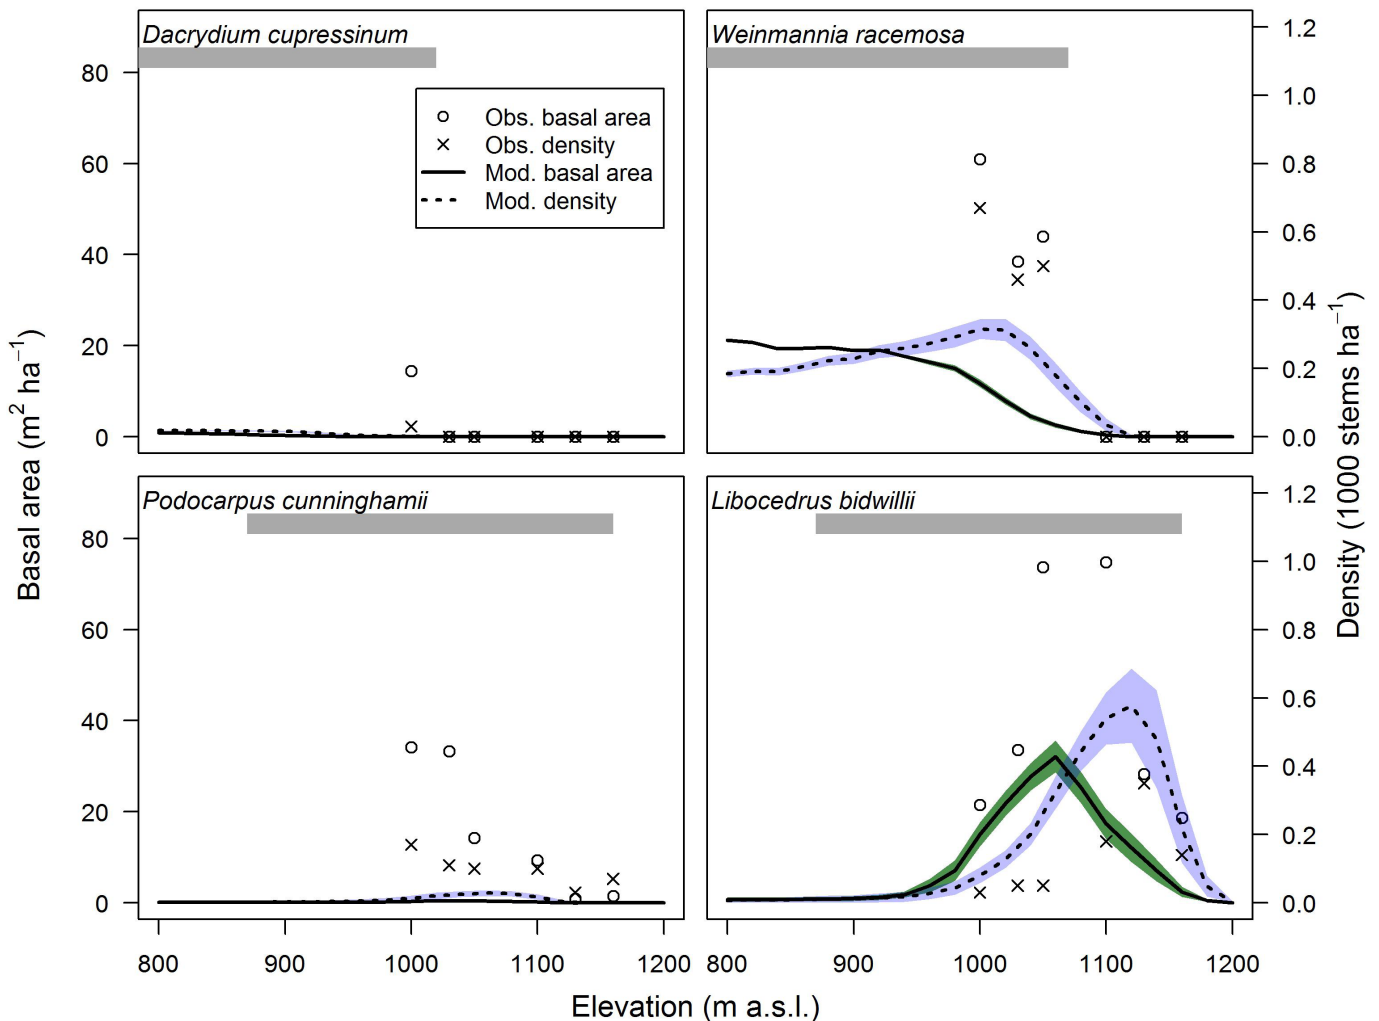 Dacrydium cupressinum
Weinmannia racemosa
Obs. basal area
Obs. density
Mod. basal area
Mod. density
80
60
40
20
0
1.2
1.0
0.8
0.6
0.4
0.2
0.0
Podocarpus cunninghamii
Libocedrus bidwillii
80
60
40
20
0
1.2
1.0
0.8
0.6
0.4
0.2
0.0
Basal area (m² ha⁻¹)
Density (1000 stems ha⁻¹)
800 900 1000 1100 1200
800 900 1000 1100 1200
Elevation (m a.s.l.)